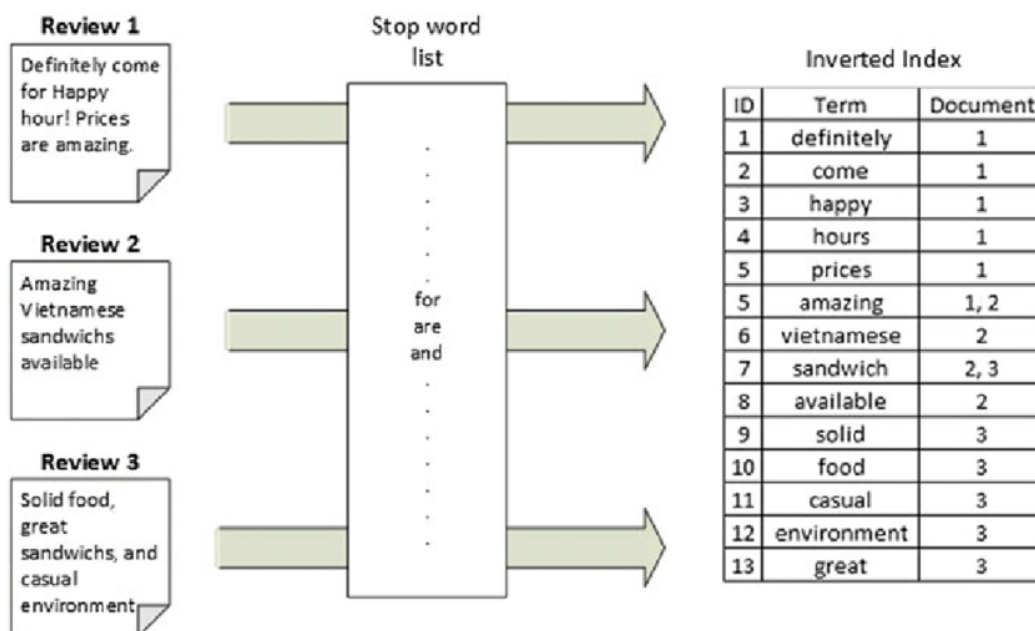 Review 1
Definitely come
for Happy
hour! Prices
are amazing.
Review 2
Amazing
Vietnamese
sandwichs
available
Review 3
Solid food,
great
sandwichs, and
casual
environment
Stop word
list
for
are
and
Inverted Index
ID Term Document
1 definitely 1
2 come 1
3 happy 1
4 hours 1
5 prices 1
5 amazing 1, 2
6 vietnamese 2
7 sandwich 2, 3
8 available 2
9 solid 3
10 food 3
11 casual 3
12 environment 3
13 great 3